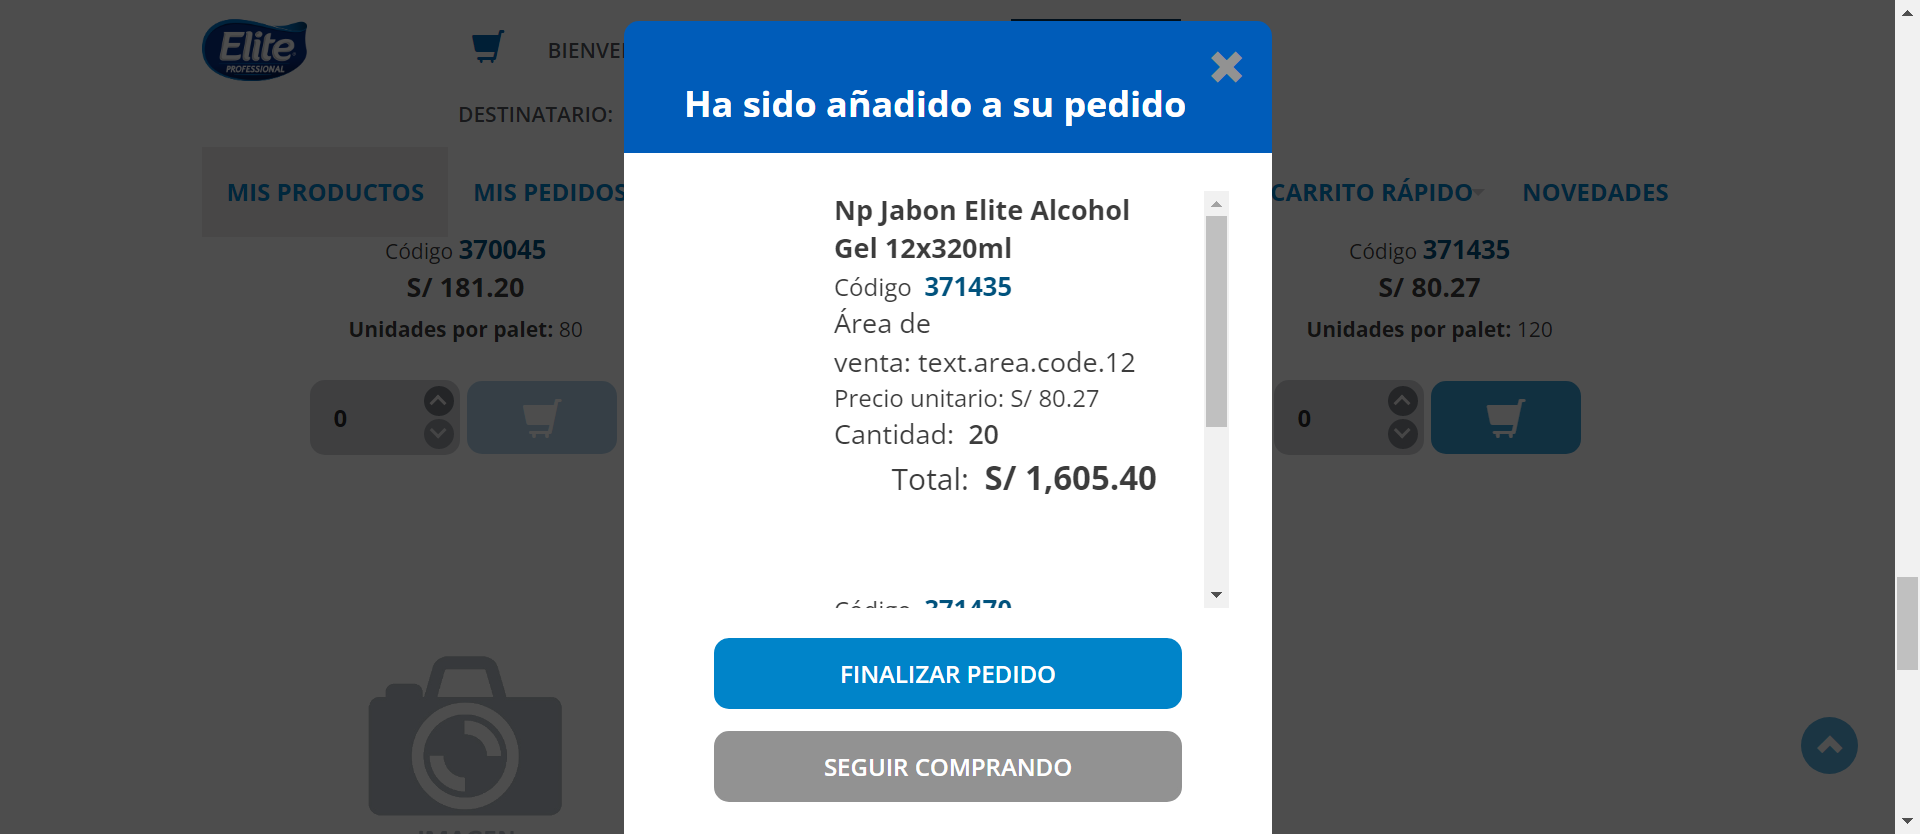 Elite
PROFESSIONAL
BIENVE
DESTINATARIO:
Ha sido añadido a su pedido
MIS PRODUCTOS
MIS PEDIDOS
CARRITO RÁPIDO
NOVEDADES
Código 370045
S/ 181.20
Unidades por palet: 80
0
Np Jabon Elite Alcohol
Gel 12x320ml
Código 371435
Área de
venta: text.area.code.12
Precio unitario: S/ 80.27
Cantidad: 20
Total: S/ 1,605.40
Código 371470
FINALIZAR PEDIDO
SEGUIR COMPRANDO
Código 371435
S/ 80.27
Unidades por palet: 120
0
IMAGEN